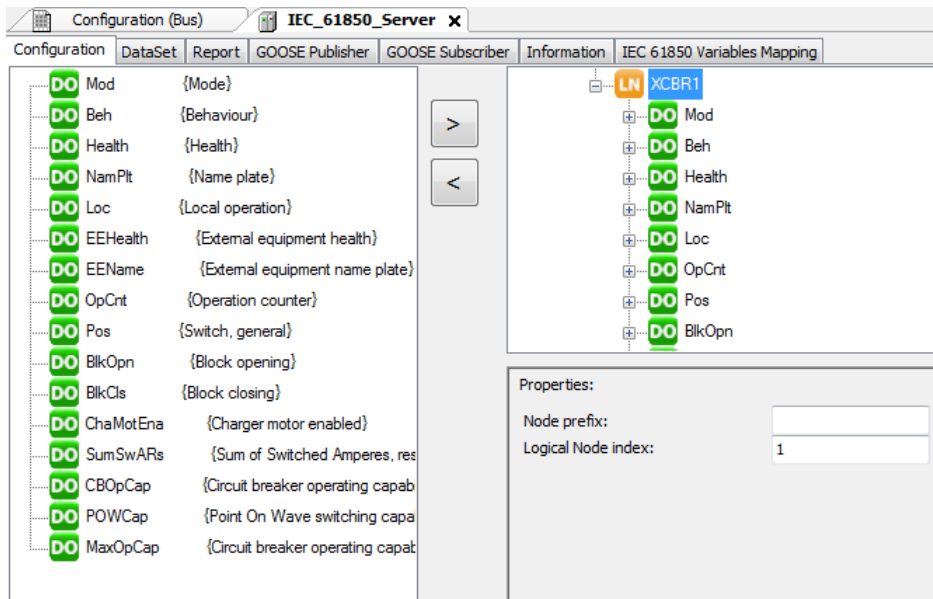 Configuration (Bus) IEC_61850_Server x
Configuration DataSet Report GOOSE Publisher GOOSE Subscriber Information IEC 61850 Variables Mapping
DO Mod {Mode}
DO Beh {Behaviour}
DO Health {Health}
DO NamPlt {Name plate}
DO Loc {Local operation}
DO EEHealth {External equipment health}
DO EEName {External equipment name plate}
DO OpCnt {Operation counter}
DO Pos {Switch, general}
DO BlkOpn {Block opening}
DO BlkCls {Block closing}
DO ChaMotEna {Charger motor enabled}
DO SumSwARs {Sum of Switched Amperes, res
DO CBOpCap {Circuit breaker operating capab
DO POWCap {Point On Wave switching capa
DO MaxOpCap {Circuit breaker operating capab
>
<
LN XCBR1
DO Mod
DO Beh
DO Health
DO NamPlt
DO Loc
DO OpCnt
DO Pos
DO BlkOpn
Properties:
Node prefix:
Logical Node index: 1